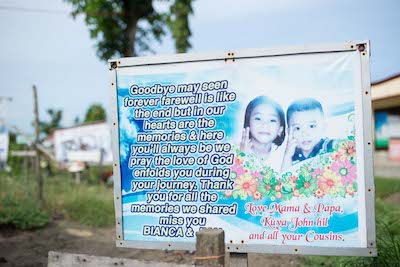 Goodbye may seen
forever farewell is like
the end but in our
hearts are the
memories & here
you'll always be we
pray the love of God
enfolds you during
your journey. Thank
you for all the
memories we shared
miss you
BIANCA &
Love Mama & Papa,
Kuya John lil
and all your Cousins.